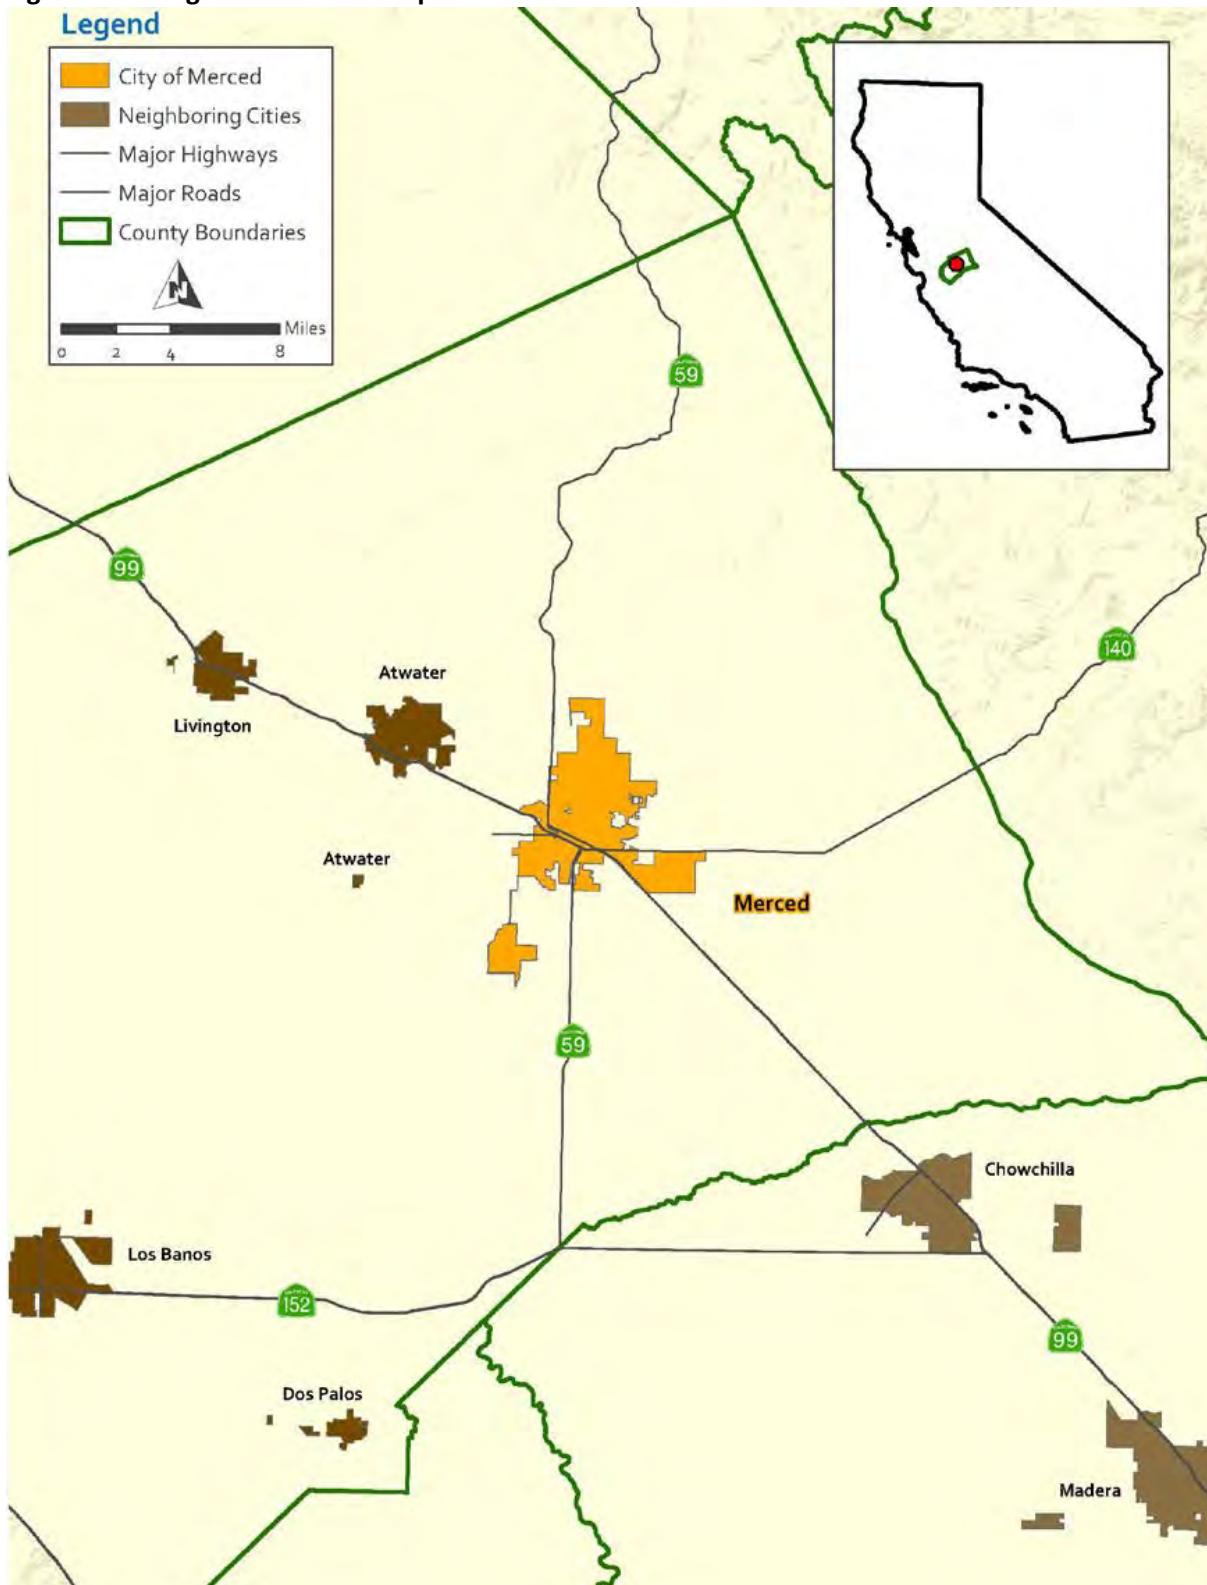 Legend
City of Merced
Neighboring Cities
Major Highways
Major Roads
County Boundaries
N
Miles
0 2 4 8
59
99
140
Atwater
Livington
Atwater
Merced
59
Chowchilla
Los Banos
152
99
Dos Palos
Madera